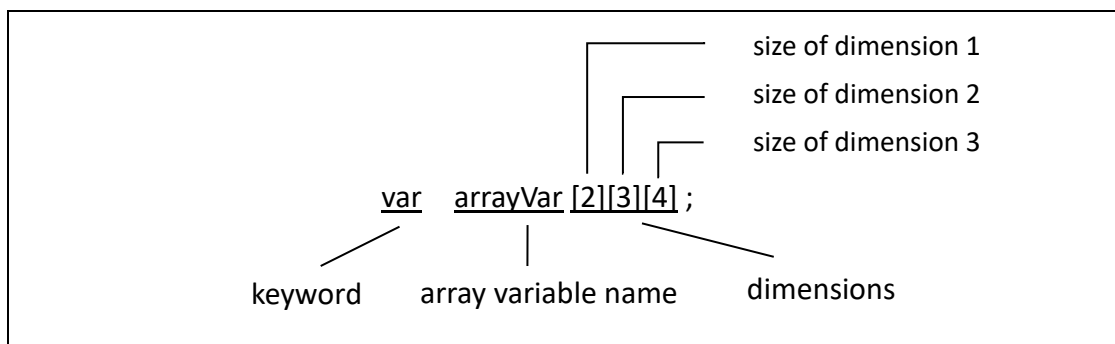 size of dimension 1
size of dimension 2
size of dimension 3
var arrayVar [2][3][4] ;
keyword array variable name dimensions